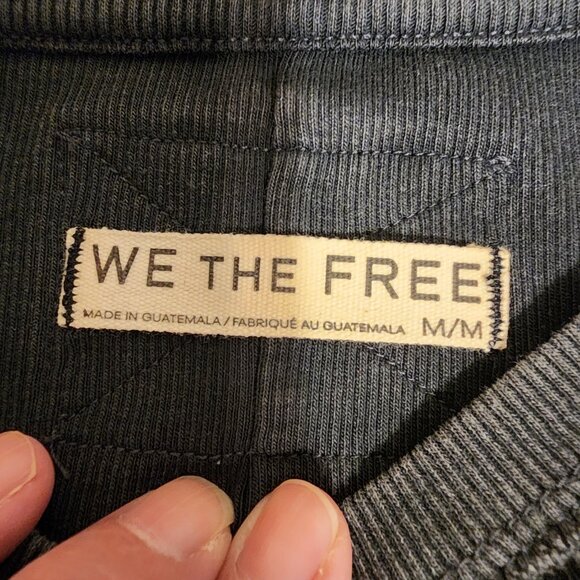 WE THE FREE
MADE IN GUATEMALA / FABRIQUÉ AU GUATEMALA M/M